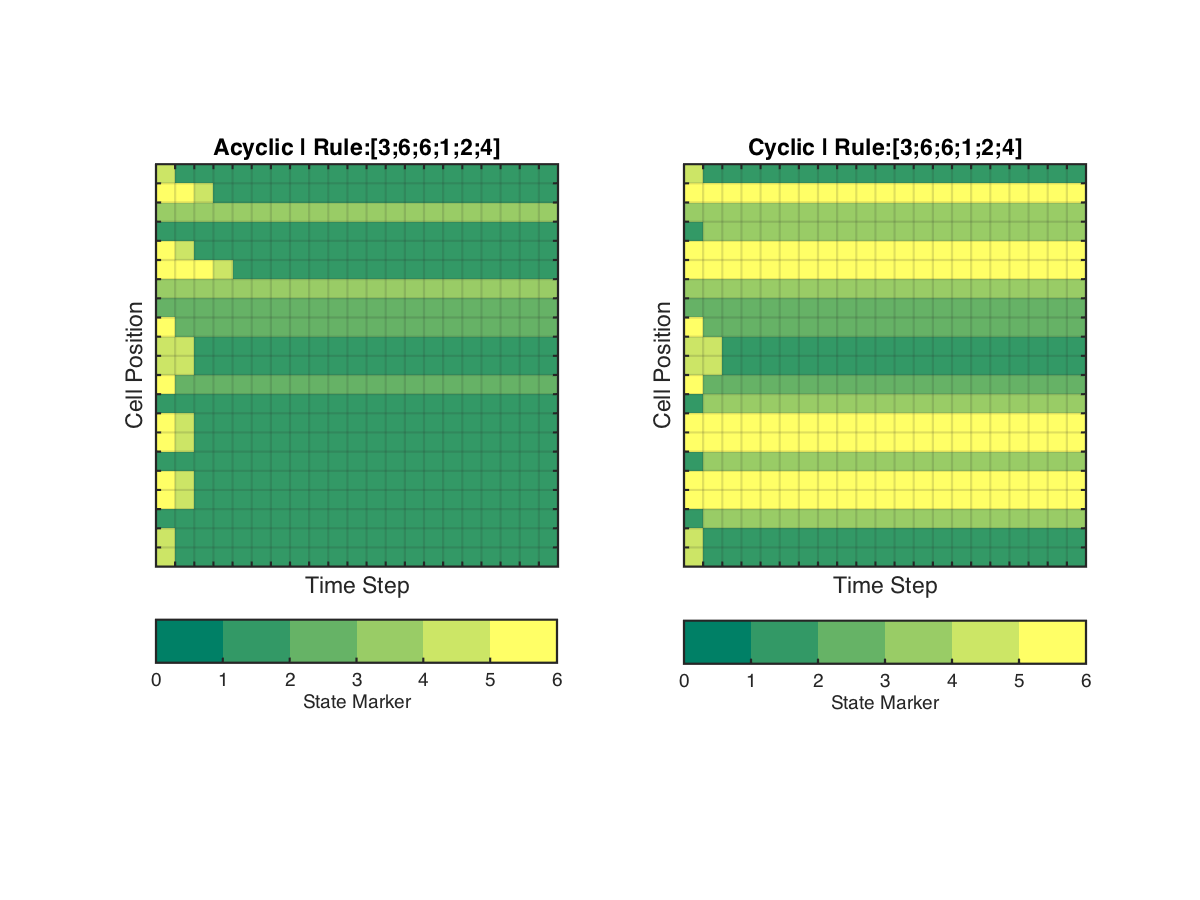 Acyclic | Rule:[3;6;6;1;2;4]
Cell Position
Time Step
0 1 2 3 4 5 6
State Marker
Cyclic | Rule:[3;6;6;1;2;4]
Cell Position
Time Step
0 1 2 3 4 5 6
State Marker